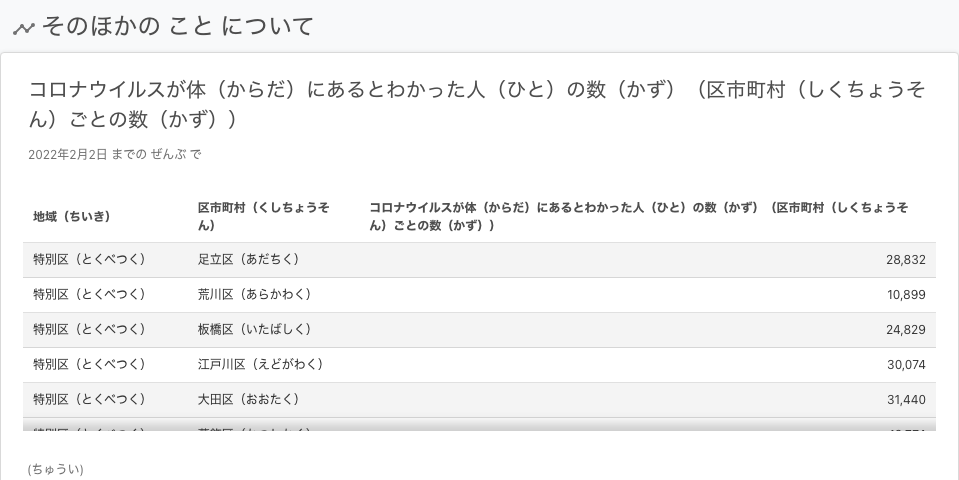 そのほかの こと について
コロナウイルスが体（からだ）にあるとわかった人（ひと）の数（かず）（区市町村（しくちょうそ
ん）ごとの数（かず））
2022年2月2日 までの ぜんぶ で
地域（ちいき） 区市町村（くしちょうそ コロナウイルスが体（からだ）にあるとわかった人（ひと）の数（かず）（区市町村（しくちょうそ
ん） ん）ごとの数（かず））
特別区（とくべつく） 足立区（あだちく） 28,832
特別区（とくべつく） 荒川区（あらかわく） 10,899
特別区（とくべつく） 板橋区（いたばしく） 24,829
特別区（とくべつく） 江戸川区（えどがわく） 30,074
特別区（とくべつく） 大田区（おおたく） 31,440
(ちゅうい)